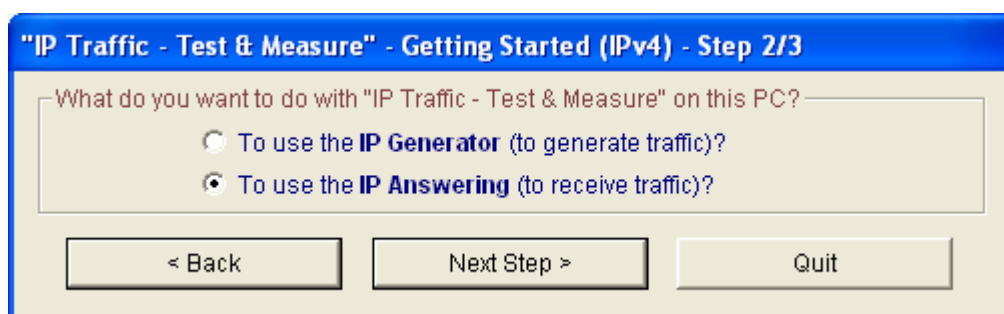 "IP Traffic - Test & Measure" - Getting Started (IPv4) - Step 2/3
What do you want to do with "IP Traffic - Test & Measure" on this PC?
To use the IP Generator (to generate traffic)?
To use the IP Answering (to receive traffic)?
< Back
Next Step >
Quit